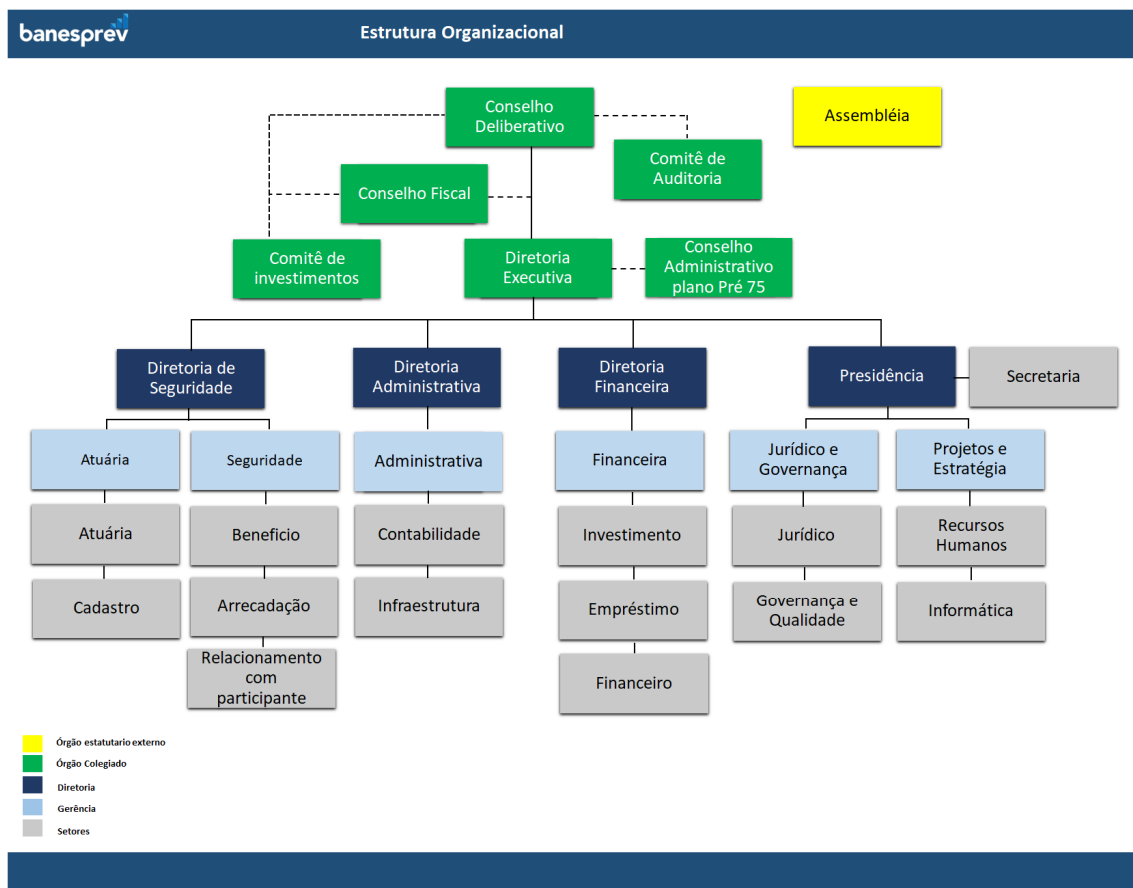 banesprev
Estrutura Organizacional
Conselho
Deliberativo
Assembléia
Comitê de
Auditoria
Conselho Fiscal
Comitê de
investimentos
Diretoria
Executiva
Conselho
Administrativo
plano Pré 75
Diretoria de
Seguridade
Diretoria
Administrativa
Diretoria
Financeira
Presidência
Secretaria
Atuária
Seguridade
Administrativa
Financeira
Jurídico e
Governança
Projetos e
Estratégia
Atuária
Benefício
Contabilidade
Investimento
Jurídico
Recursos
Humanos
Cadastro
Arrecadação
Infraestrutura
Empréstimo
Governança e
Qualidade
Informática
Relacionamento
com
participante
Financeiro
Órgão estatutario externo
Órgão Colegiado
Diretoria
Gerência
Setores